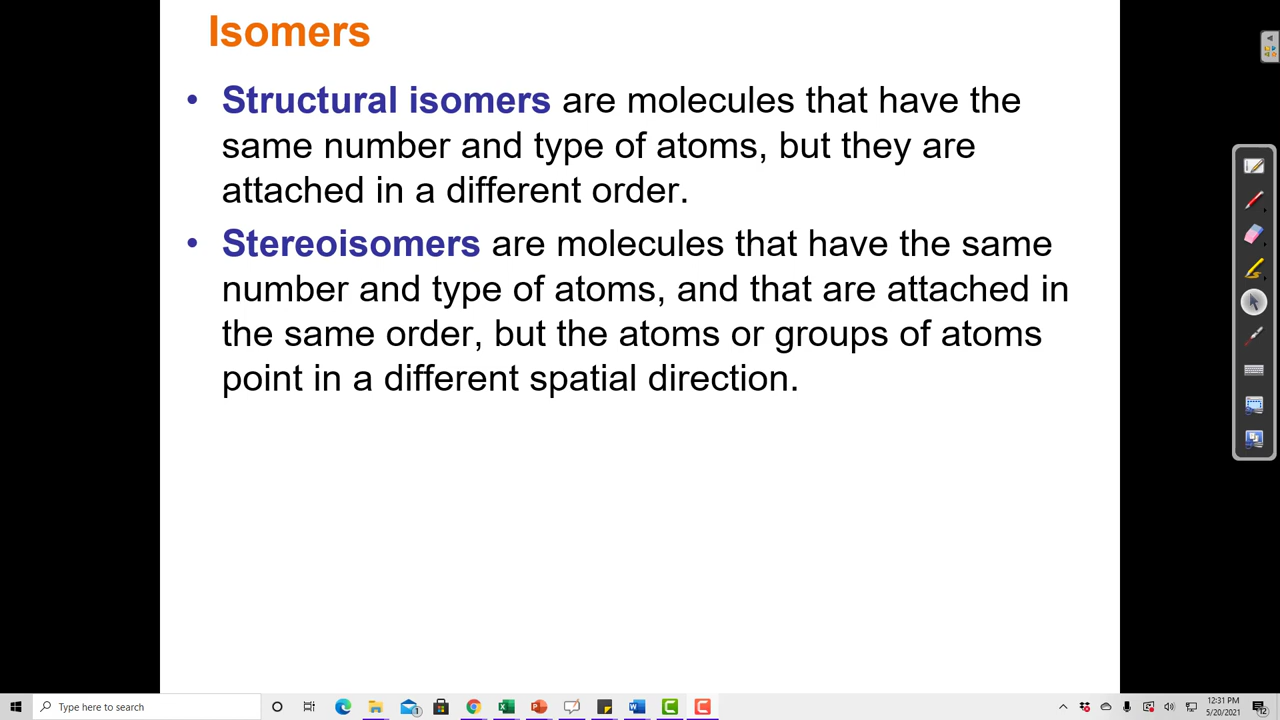 Isomers
• Structural isomers are molecules that have the
same number and type of atoms, but they are
attached in a different order.
• Stereoisomers are molecules that have the same
number and type of atoms, and that are attached in
the same order, but the atoms or groups of atoms
point in a different spatial direction.
Type here to search
12:31 PM
5/20/2021